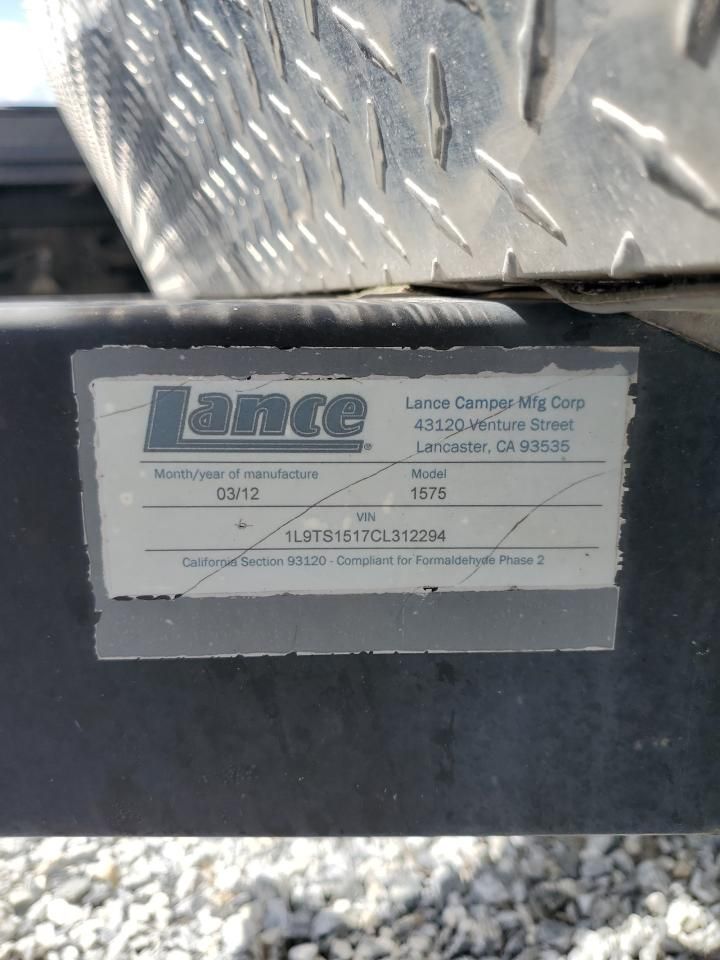 Lance®
Lance Camper Mfg Corp
43120 Venture Street
Lancaster, CA 93535
Month/year of manufacture
03/12
Model
1575
VIN
1L9TS1517CL312294
California Section 93120 - Compliant for Formaldehyde Phase 2